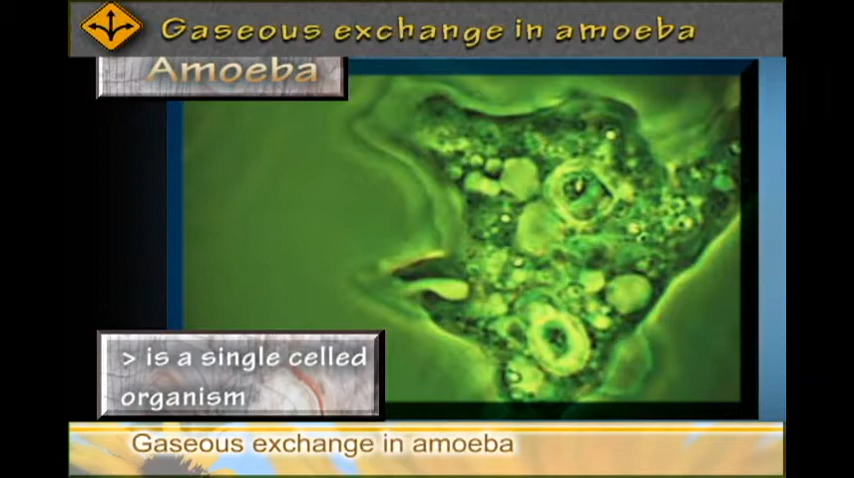 Gaseous exchange in amoeba
Amoeba
> is a single celled
organism
Gaseous exchange in amoeba